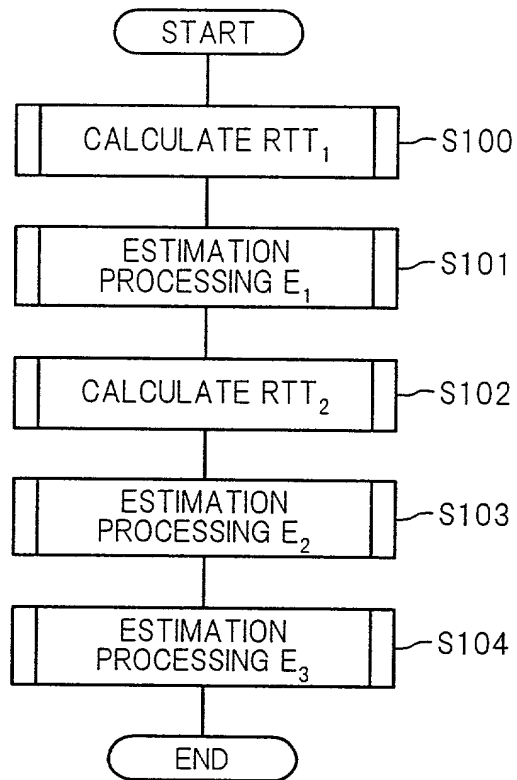 START
CALCULATE RTT₁
S100
ESTIMATION
PROCESSING E₁
S101
CALCULATE RTT₂
S102
ESTIMATION
PROCESSING E₂
S103
ESTIMATION
PROCESSING E₃
S104
END